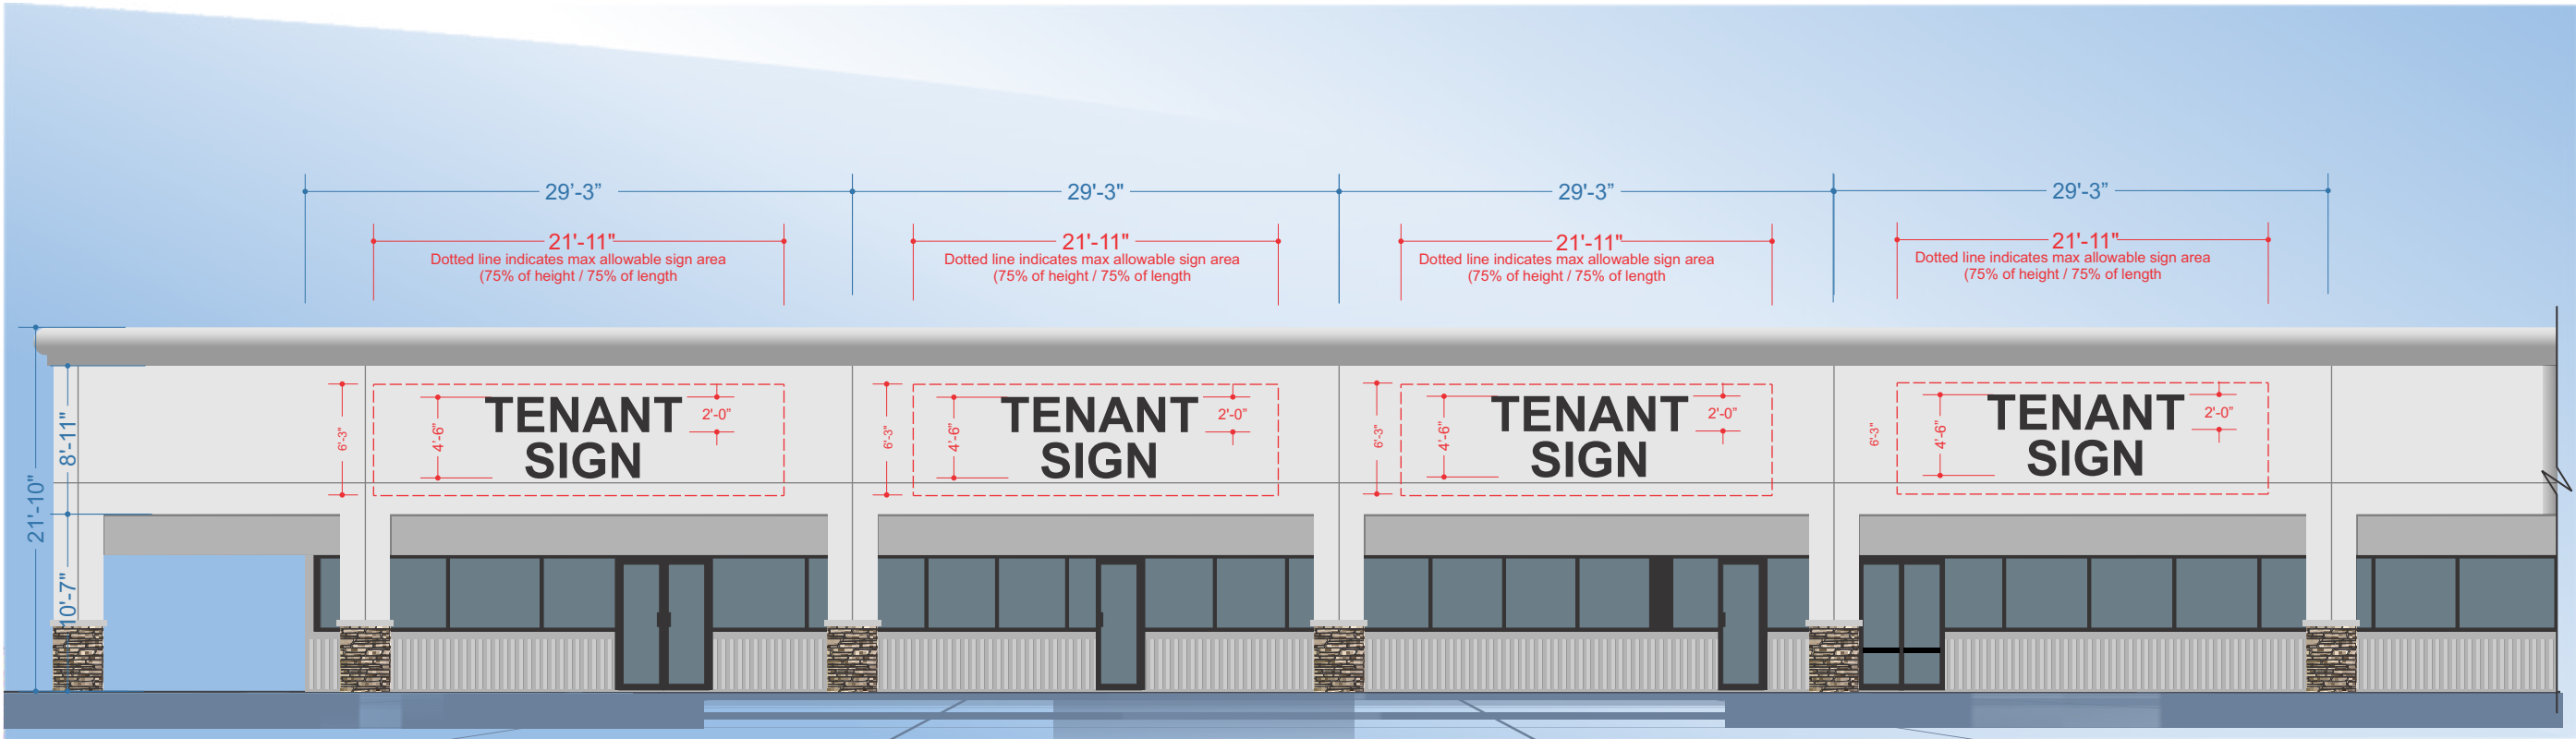 29'-3” 29'-3" 29'-3” 29'-3”
21'-11" 21'-11" 21'-11" 21'-11"
Dotted line indicates max allowable sign area
(75% of height / 75% of length
Dotted line indicates max allowable sign area
(75% of height / 75% of length
Dotted line indicates max allowable sign area
(75% of height / 75% of length
Dotted line indicates max allowable sign area
(75% of height / 75% of length
21'-10"
8'-11"
10'-7"
6'-3"
4'-6"
TENANT
SIGN
2'-0”
6'-3"
4'-6"
TENANT
SIGN
2'-0”
6'-3"
4'-6"
TENANT
SIGN
2'-0”
6'-3"
4'-6"
TENANT
SIGN
2'-0”